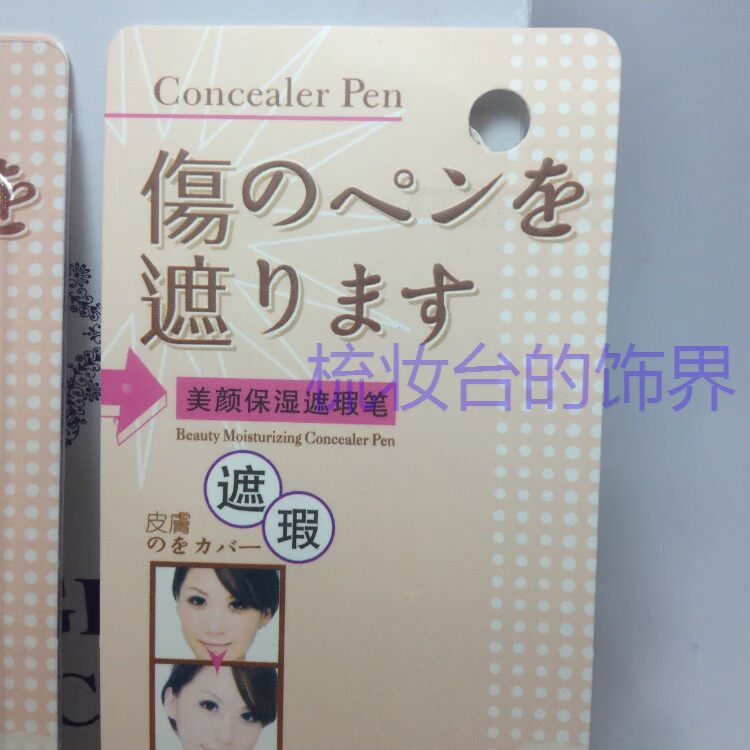 Concealer Pen
傷のペンを
遮ります
を
梳妆台的饰界
美颜保湿遮瑕笔
Beauty Moisturizing Concealer Pen
遮
瑕
皮膚
のをカバー